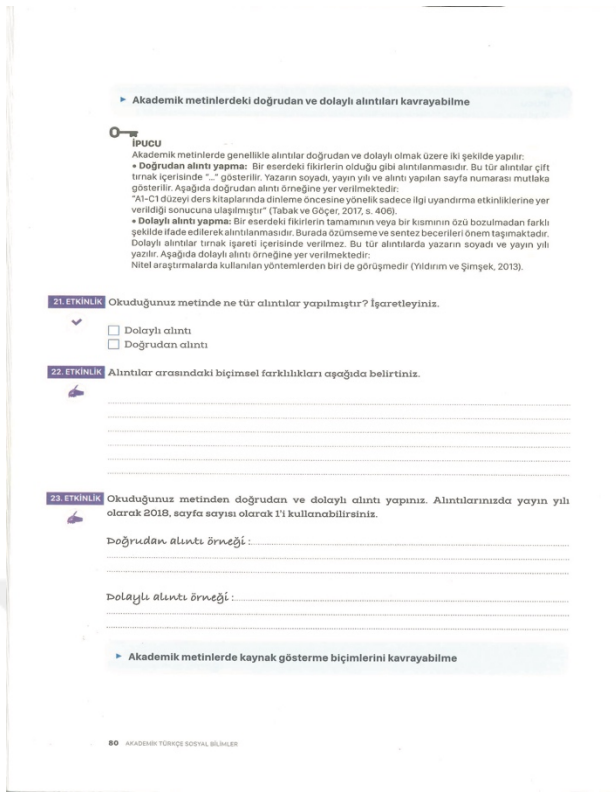 ► Akademik metinlerdeki doğrudan ve dolaylı alıntıları kavrayabilme
İPUCU
Akademik metinlerde genellikle alıntılar doğrudan ve dolaylı olmak üzere iki şekilde yapılır:
• Doğrudan alıntı yapma: Bir eserdeki fikirlerin olduğu gibi alıntılanmasıdır. Bu tür alıntılar çift
tırnak içerisinde "..." gösterilir. Yazarın soyadı, yayın yılı ve alıntı yapılan sayfa numarası mutlaka
gösterilir. Aşağıda doğrudan alıntı örneğine yer verilmektedir:
"A1-C1 düzeyi ders kitaplarında dinleme öncesine yönelik sadece ilgi uyandırma etkinliklerine yer
verildiği sonucuna ulaşılmıştır" (Tabak ve Göçer, 2017, s. 406).
• Dolaylı alıntı yapma: Bir eserdeki fikirlerin tamamının veya bir kısmının özü bozulmadan farklı
şekilde ifade edilerek alıntılanmasıdır. Burada özümseme ve sentez becerileri önem taşımaktadır.
Dolaylı alıntılar tırnak işareti içerisinde verilmez. Bu tür alıntılarda yazarın soyadı ve yayın yılı
yazılır. Aşağıda dolaylı alıntı örneğine yer verilmektedir:
Nitel araştırmalarda kullanılan yöntemlerden biri de görüşmedir (Yıldırım ve Şimşek, 2013).
21. ETKİNLİK Okuduğunuz metinde ne tür alıntılar yapılmıştır? İşaretleyiniz.
Dolaylı alıntı
Doğrudan alıntı
22. ETKİNLİK Alıntılar arasındaki biçimsel farklılıkları aşağıda belirtiniz.
23. ETKİNLİK Okuduğunuz metinden doğrudan ve dolaylı alıntı yapınız. Alıntılarınızda yayın yılı
olarak 2018, sayfa sayısı olarak 1'i kullanabilirsiniz.
Doğrudan alıntı örneği :
Dolaylı alıntı örneği :
► Akademik metinlerde kaynak gösterme biçimlerini kavrayabilme
80 AKADEMİK TÜRKÇE SOSYAL BİLİMLER